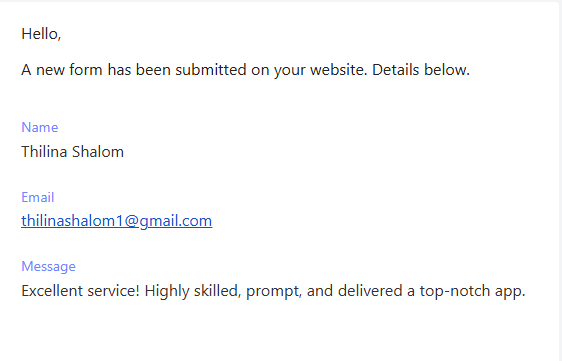 Hello,
A new form has been submitted on your website. Details below.
Name
Thilina Shalom
Email
thilinashalom1@gmail.com
Message
Excellent service! Highly skilled, prompt, and delivered a top-notch app.